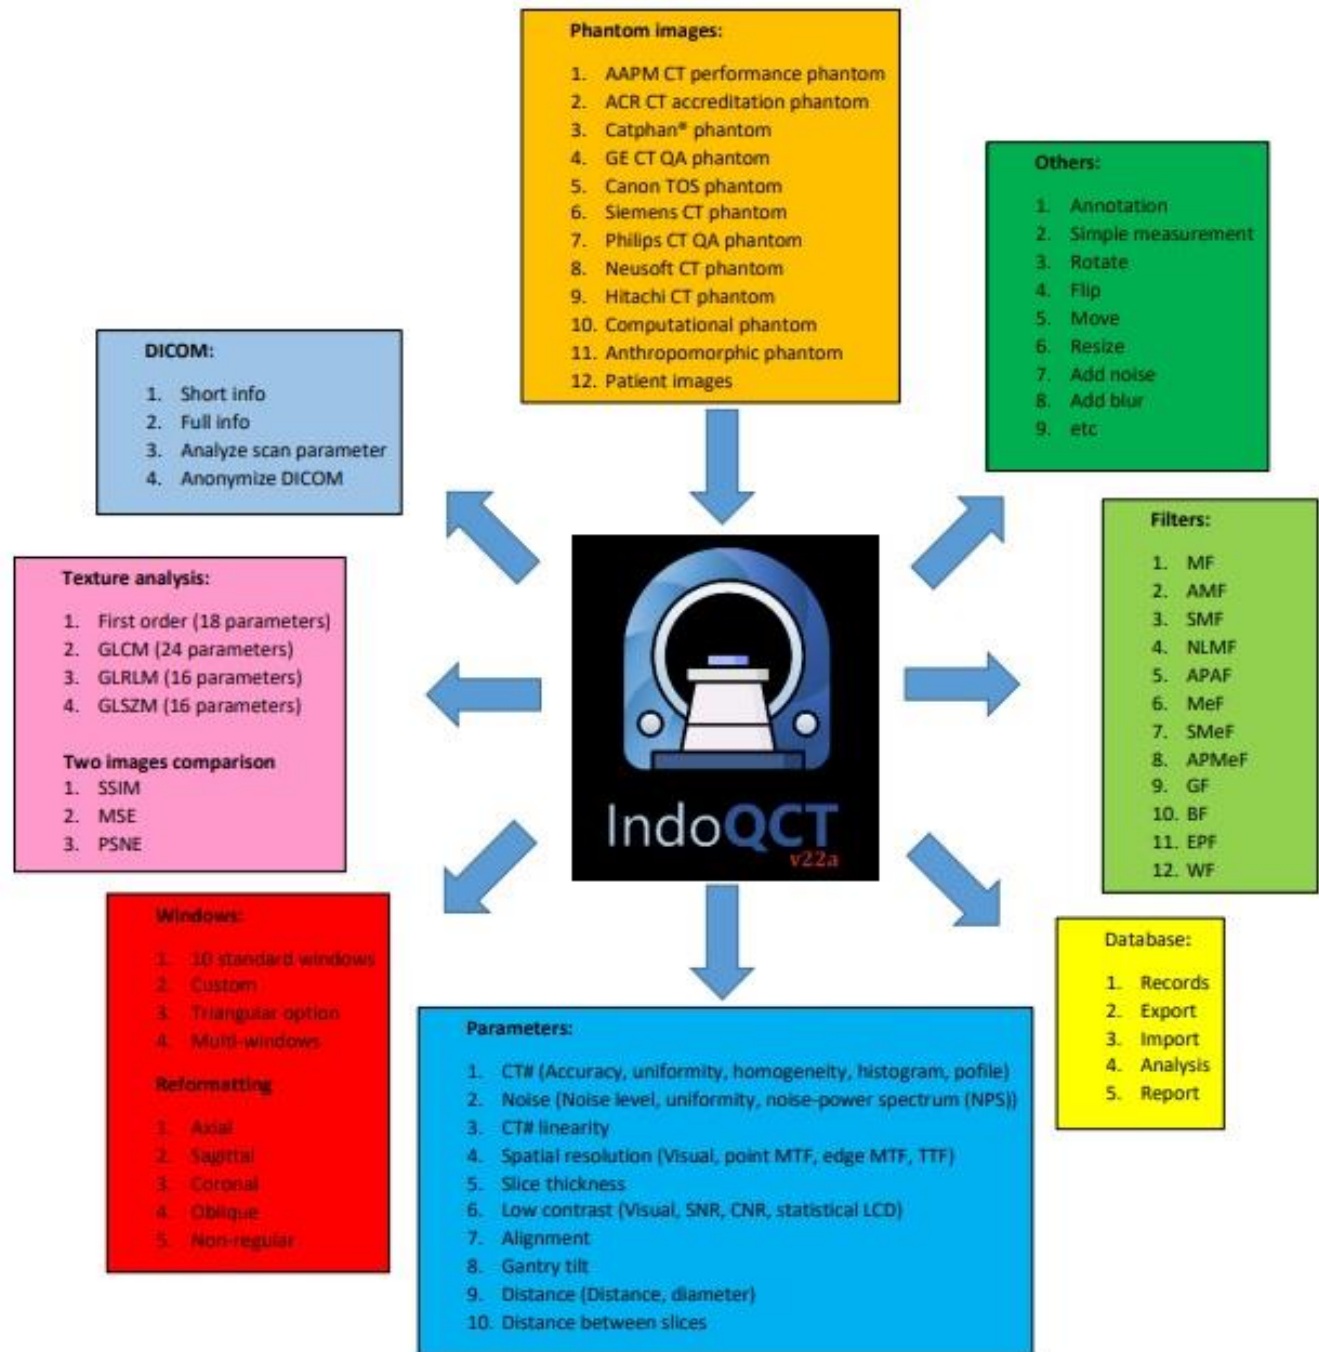 Phantom images:
1. AAPM CT performance phantom
2. ACR CT accreditation phantom
3. Catphan® phantom
4. GE CT QA phantom
5. Canon TOS phantom
6. Siemens CT phantom
7. Philips CT QA phantom
8. Neusoft CT phantom
9. Hitachi CT phantom
10. Computational phantom
11. Anthropomorphic phantom
12. Patient images
Others:
1. Annotation
2. Simple measurement
3. Rotate
4. Flip
5. Move
6. Resize
7. Add noise
8. Add blur
9. etc
DICOM:
1. Short info
2. Full info
3. Analyze scan parameter
4. Anonymize DICOM
Filters:
1. MF
2. AMF
3. SMF
4. NLMF
5. APAF
6. MeF
7. SMeF
8. APMeF
9. GF
10. BF
11. EPF
12. WF
Texture analysis:
1. First order (18 parameters)
2. GLCM (24 parameters)
3. GLRLM (16 parameters)
4. GLSZM (16 parameters)
Two images comparison
1. SSIM
2. MSE
3. PSNE
IndoQCT
v22a
Windows:
1. 10 standard windows
2. Custom
3. Triangular option
4. Multi-windows
Reformatting
1. Axial
2. Sagittal
3. Coronal
4. Oblique
5. Non-regular
Database:
1. Records
2. Export
3. Import
4. Analysis
5. Report
Parameters:
1. CT# (Accuracy, uniformity, homogeneity, histogram, pofile)
2. Noise (Noise level, uniformity, noise-power spectrum (NPS))
3. CT# linearity
4. Spatial resolution (Visual, point MTF, edge MTF, TTF)
5. Slice thickness
6. Low contrast (Visual, SNR, CNR, statistical LCD)
7. Alignment
8. Gantry tilt
9. Distance (Distance, diameter)
10. Distance between slices